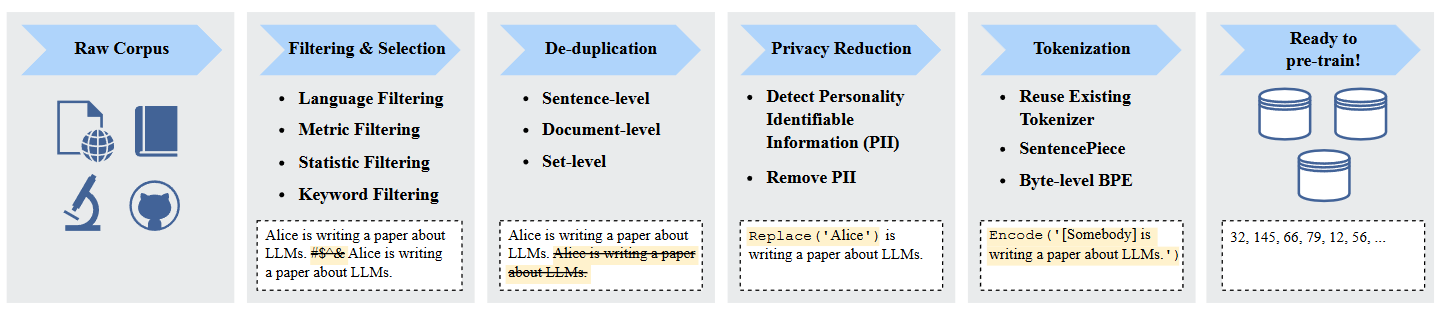 Raw Corpus
Filtering & Selection
• Language Filtering
• Metric Filtering
• Statistic Filtering
• Keyword Filtering
Alice is writing a paper about
LLMs. #$^& Alice is writing
a paper about LLMs.
De-duplication
• Sentence-level
• Document-level
• Set-level
Alice is writing a paper about
LLMs. Alice is writing a paper
about LLMs.
Privacy Reduction
• Detect Personality
Identifiable
Information (PII)
• Remove PII
Replace('Alice') is
writing a paper about LLMs.
Tokenization
• Reuse Existing
Tokenizer
• SentencePiece
• Byte-level BPE
Encode('[Somebody] is
writing a paper about LLMs.')
Ready to
pre-train!
32, 145, 66, 79, 12, 56, ...